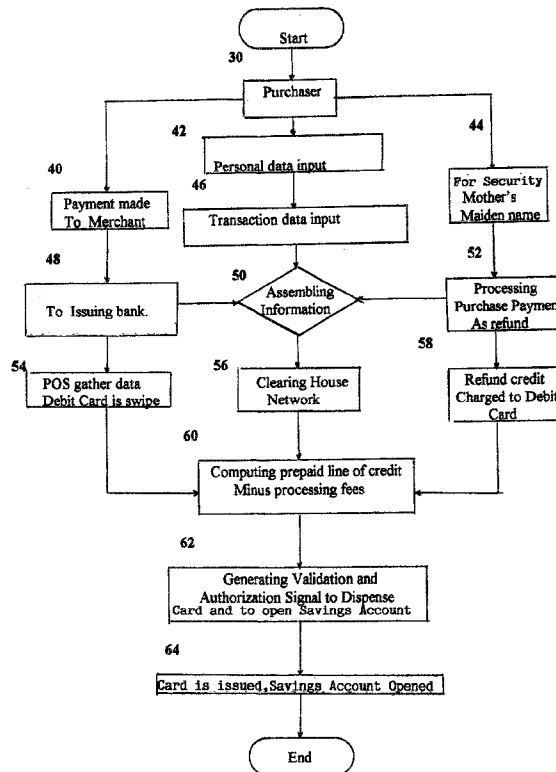 Start
30
Purchaser
42
44
Personal data input
40
46
For Security
Mother's
Maiden name
Payment made
To Merchant
Transaction data input
48
50
52
Assembling
Information
To Issuing bank.
Processing
Purchase Payment
As refund
54
56
58
POS gather data
Debit Card is swipe
Clearing House
Network
Refund credit
Charged to Debit
Card
60
Computing prepaid line of credit
Minus processing fees
62
Generating Validation and
Authorization Signal to Dispense
Card and to open Savings Account
64
Card is issued,Savings Account Opened
End